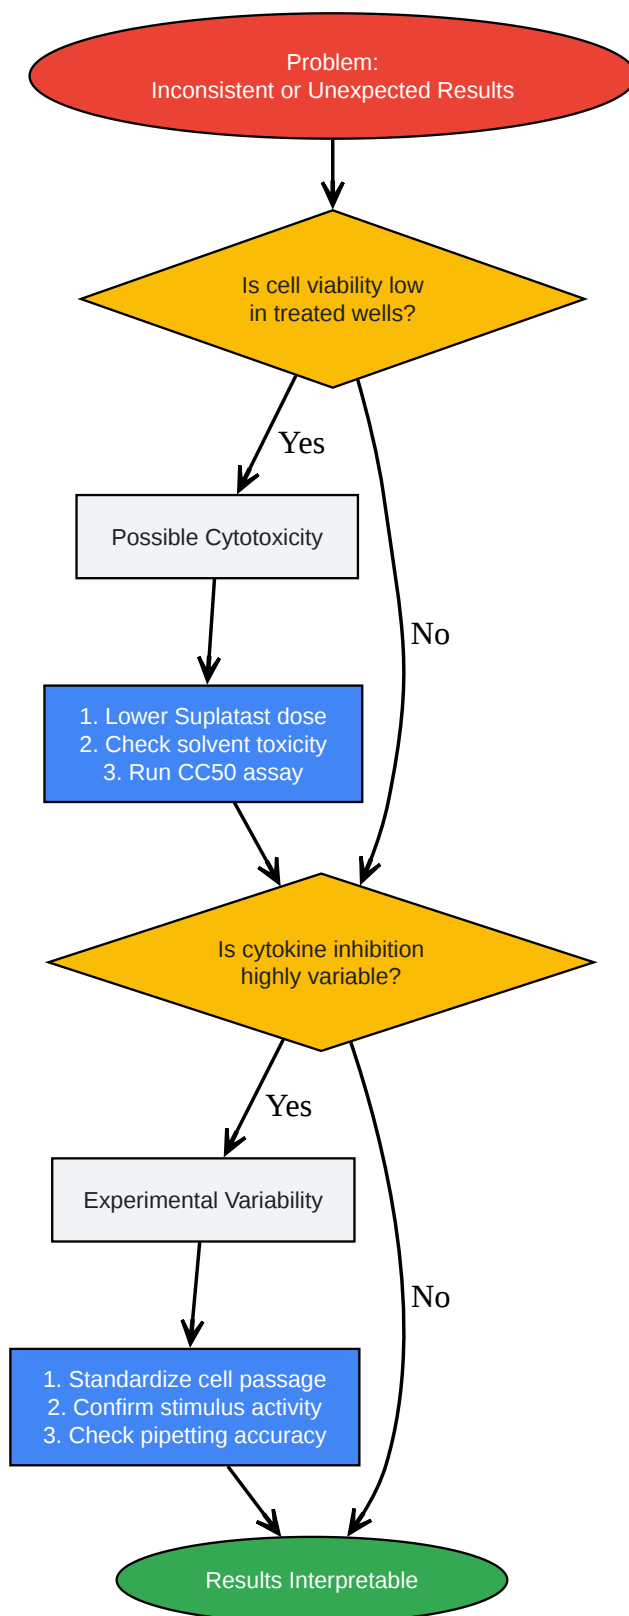 Problem:
Inconsistent or Unexpected Results
Is cell viability low
in treated wells?
Yes
Possible Cytotoxicity
No
1. Lower Suplatast dose
2. Check solvent toxicity
3. Run CC50 assay
Is cytokine inhibition
highly variable?
Yes
Experimental Variability
No
1. Standardize cell passage
2. Confirm stimulus activity
3. Check pipetting accuracy
Results Interpretable